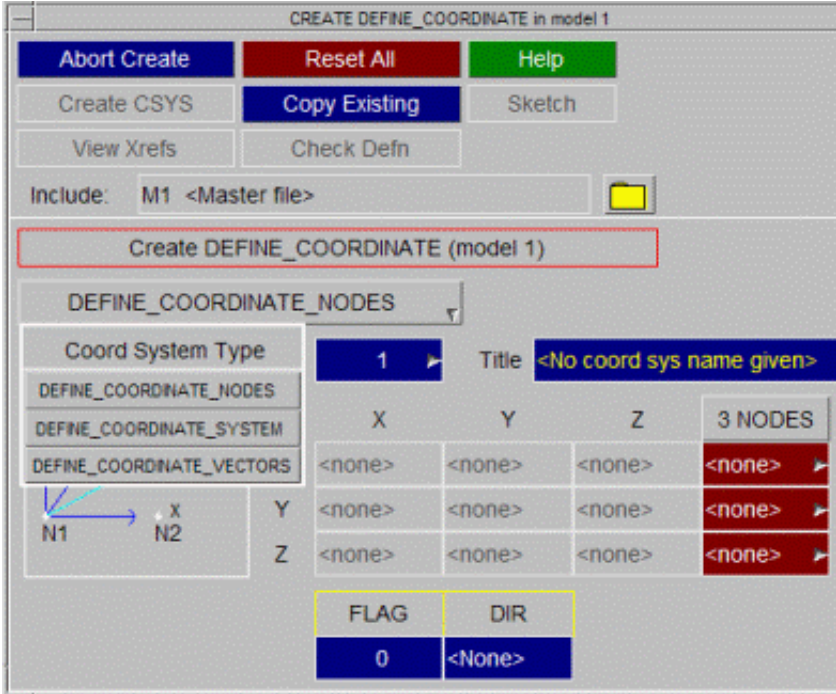 CREATE DEFINE_COORDINATE in model 1
Abort Create Reset All Help
Create CSYS Copy Existing Sketch
View Xrefs Check Defn
Include: M1 <Master file>
Create DEFINE_COORDINATE (model 1)
DEFINE_COORDINATE_NODES
Coord System Type 1 Title <No coord sys name given>
DEFINE_COORDINATE_NODES
X Y Z 3 NODES
DEFINE_COORDINATE_SYSTEM
DEFINE_COORDINATE_VECTORS <none> <none> <none> <none>
X
N1 N2 Y <none> <none> <none> <none>
Z <none> <none> <none> <none>
FLAG DIR
0 <None>